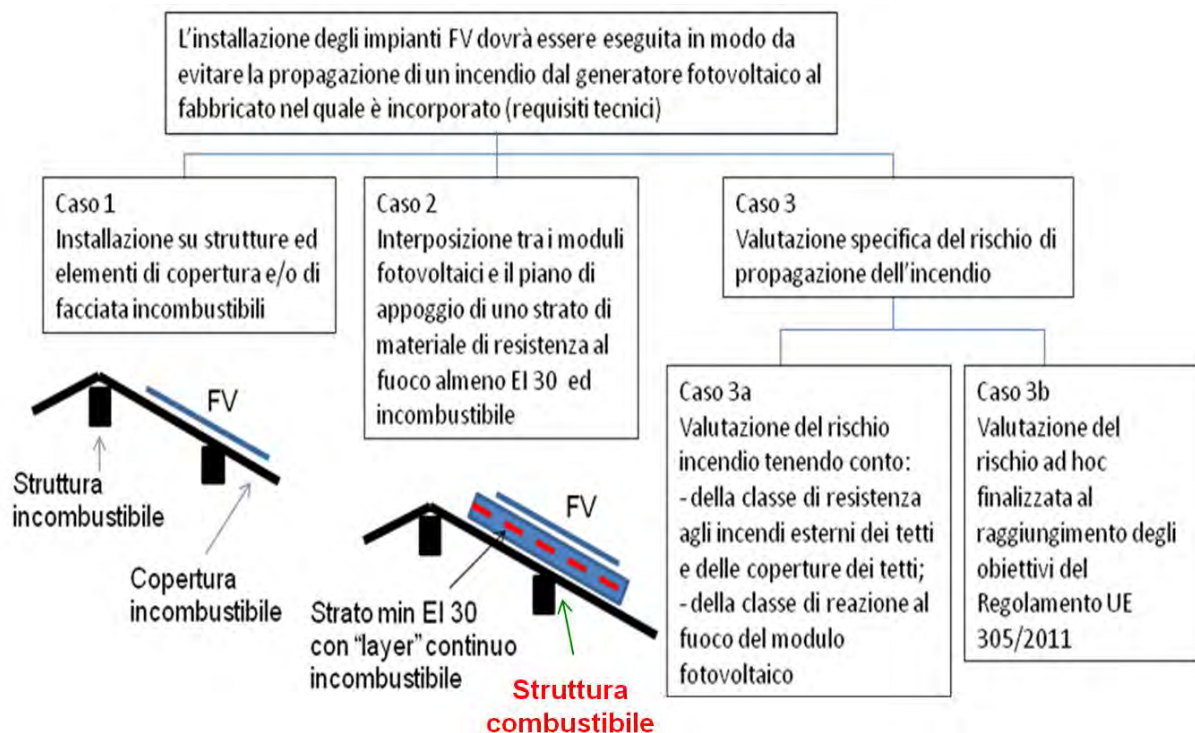 L'installazione degli impianti FV dovrà essere eseguita in modo da
evitare la propagazione di un incendio dal generatore fotovoltaico al
fabbricato nel quale è incorporato (requisiti tecnici)
Caso 1
Installazione su strutture ed
elementi di copertura e/o di
facciata incombustibili
Caso 2
Interposizione tra i moduli
fotovoltaici e il piano di
appoggio di uno strato di
materiale di resistenza al
fuoco almeno EI 30 ed
incombustibile
Caso 3
Valutazione specifica del rischio di
propagazione dell'incendio
Caso 3a
Valutazione del rischio
incendio tenendo conto:
-della classe di resistenza
agli incendi esterni dei tetti
e delle coperture dei tetti;
-della classe di reazione al
fuoco del modulo
fotovoltaico
Caso 3b
Valutazione del
rischio ad hoc
finalizzata al
raggiungimento degli
obiettivi del
Regolamento UE
305/2011
FV
Struttura
incombustibile
Copertura
incombustibile
FV
Strato min EI 30
con "layer" continuo
incombustibile
Struttura
combustibile